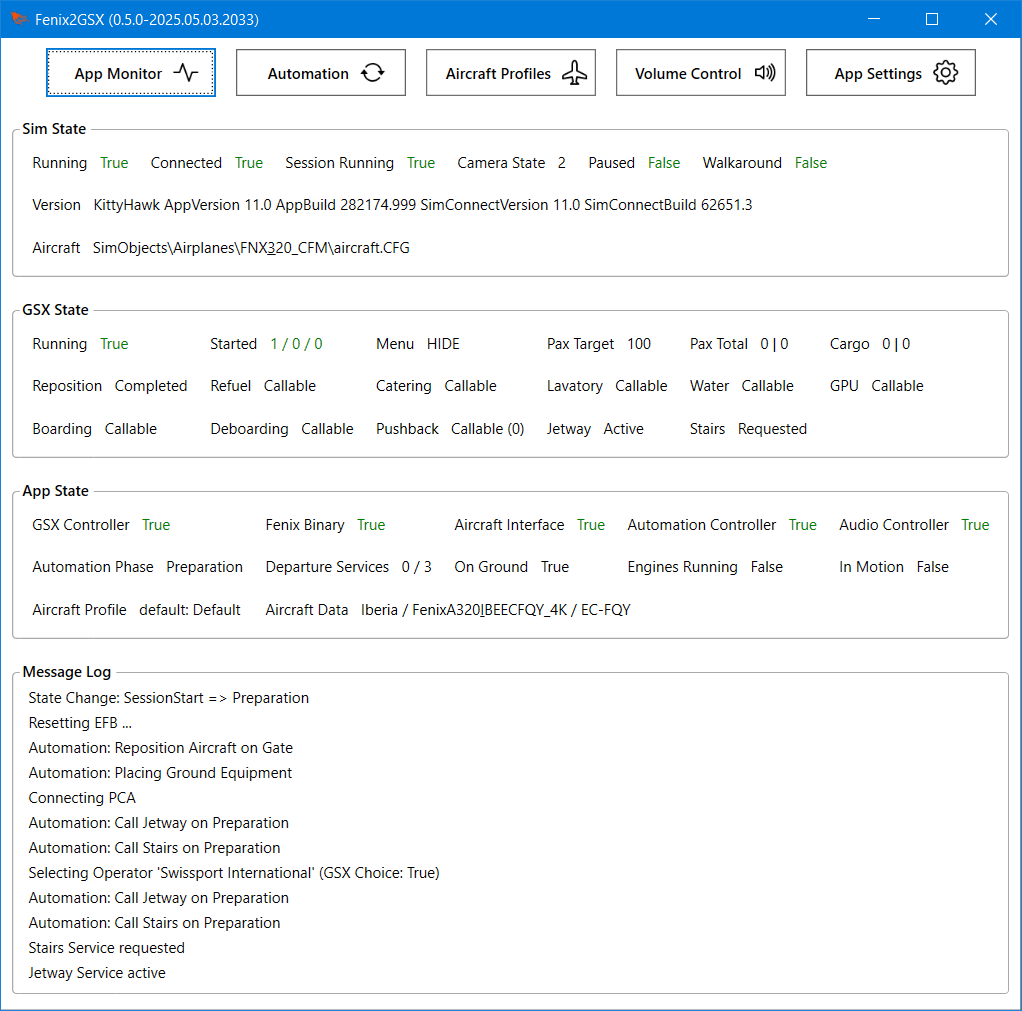 Fenix2GSX (0.5.0-2025.05.03.2033)
App Monitor Automation Aircraft Profiles Volume Control App Settings
Sim State
Running True Connected True Session Running True Camera State 2 Paused False Walkaround False
Version KittyHawk AppVersion 11.0 AppBuild 282174.999 SimConnectVersion 11.0 SimConnectBuild 62651.3
Aircraft SimObjects\Airplanes\FNX320_CFM\aircraft.CFG
GSX State
Running True Started 1 / 0 / 0 Menu HIDE Pax Target 100 Pax Total 0 | 0 Cargo 0 | 0
Reposition Completed Refuel Callable Catering Callable Lavatory Callable Water Callable GPU Callable
Boarding Callable Deboarding Callable Pushback Callable (0) Jetway Active Stairs Requested
App State
GSX Controller True Fenix Binary True Aircraft Interface True Automation Controller True Audio Controller True
Automation Phase Preparation Departure Services 0 / 3 On Ground True Engines Running False In Motion False
Aircraft Profile default: Default Aircraft Data Iberia / FenixA320IBEECFQY_4K / EC-FQY
Message Log
State Change: SessionStart => Preparation
Resetting EFB ...
Automation: Reposition Aircraft on Gate
Automation: Placing Ground Equipment
Connecting PCA
Automation: Call Jetway on Preparation
Automation: Call Stairs on Preparation
Selecting Operator 'Swissport International' (GSX Choice: True)
Automation: Call Jetway on Preparation
Automation: Call Stairs on Preparation
Stairs Service requested
Jetway Service active